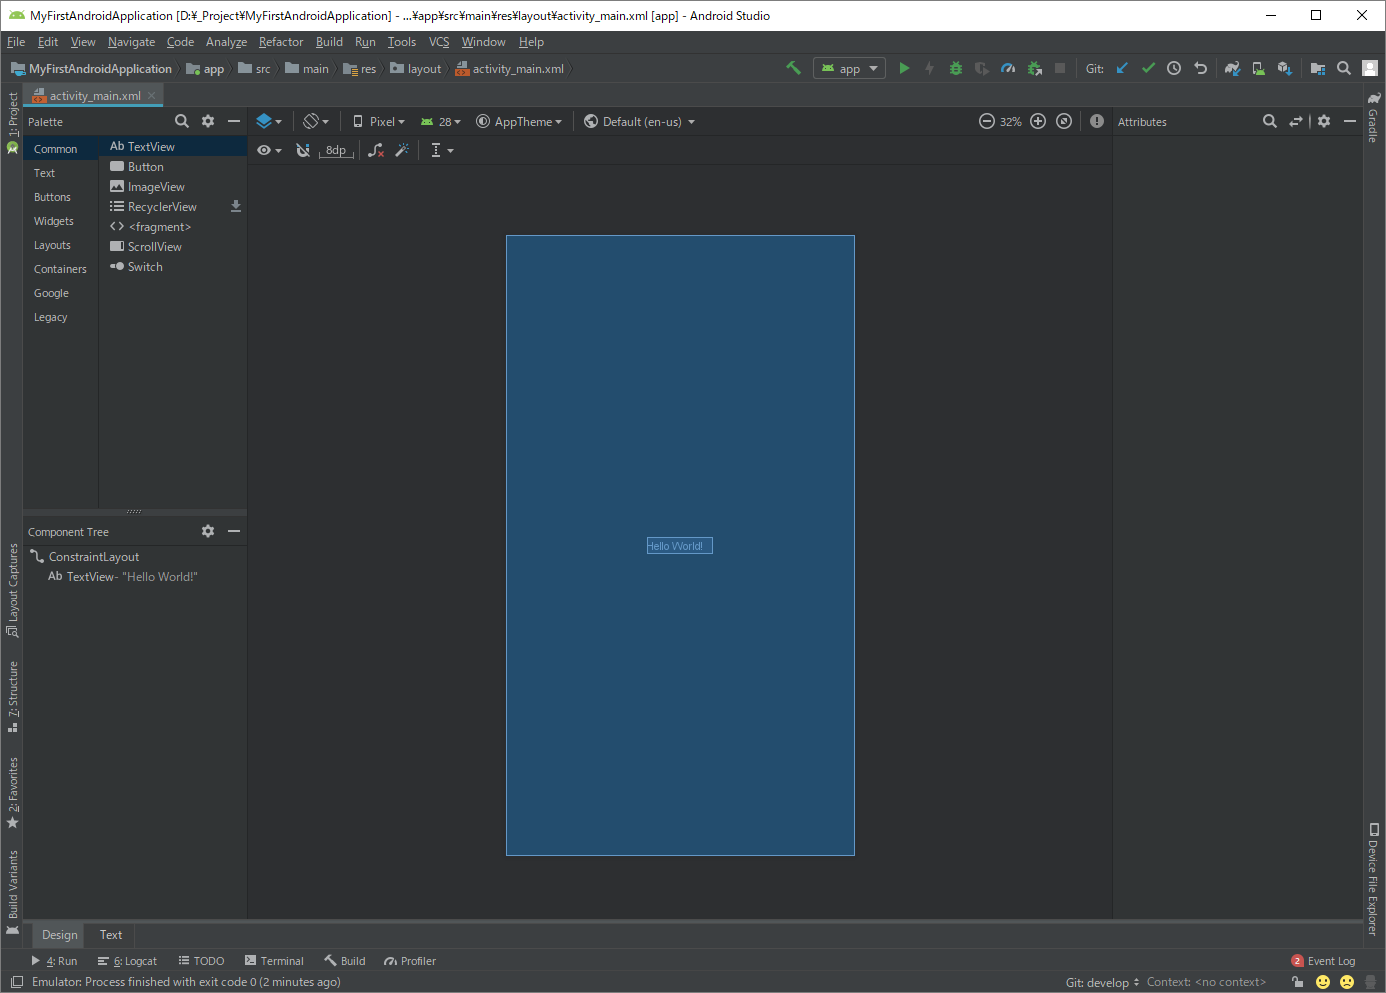 MyFirstAndroidApplication [D:¥_Project¥MyFirstAndroidApplication] - ...¥app¥src¥main¥res¥layout¥activity_main.xml [app] - Android Studio
File Edit View Navigate Code Analyze Refactor Build Run Tools VCS Window Help
MyFirstAndroidApplication app src main res layout activity_main.xml app Git:
activity_main.xml
1: Project
Palette
Pixel 28 AppTheme Default (en-us) 32%
Attributes
Gradle
8dp
Common
Text
Buttons
Widgets
Layouts
Containers
Google
Legacy
Ab TextView
Button
ImageView
RecyclerView
<fragment>
ScrollView
Switch
Hello World!
Component Tree
ConstraintLayout
Ab TextView- "Hello World!"
Layout Captures
7: Structure
2: Favorites
Build Variants
Device File Explorer
Design Text
4: Run 6: Logcat TODO Terminal Build Profiler 2 Event Log
Emulator: Process finished with exit code 0 (2 minutes ago) Git: develop Context: <no context>